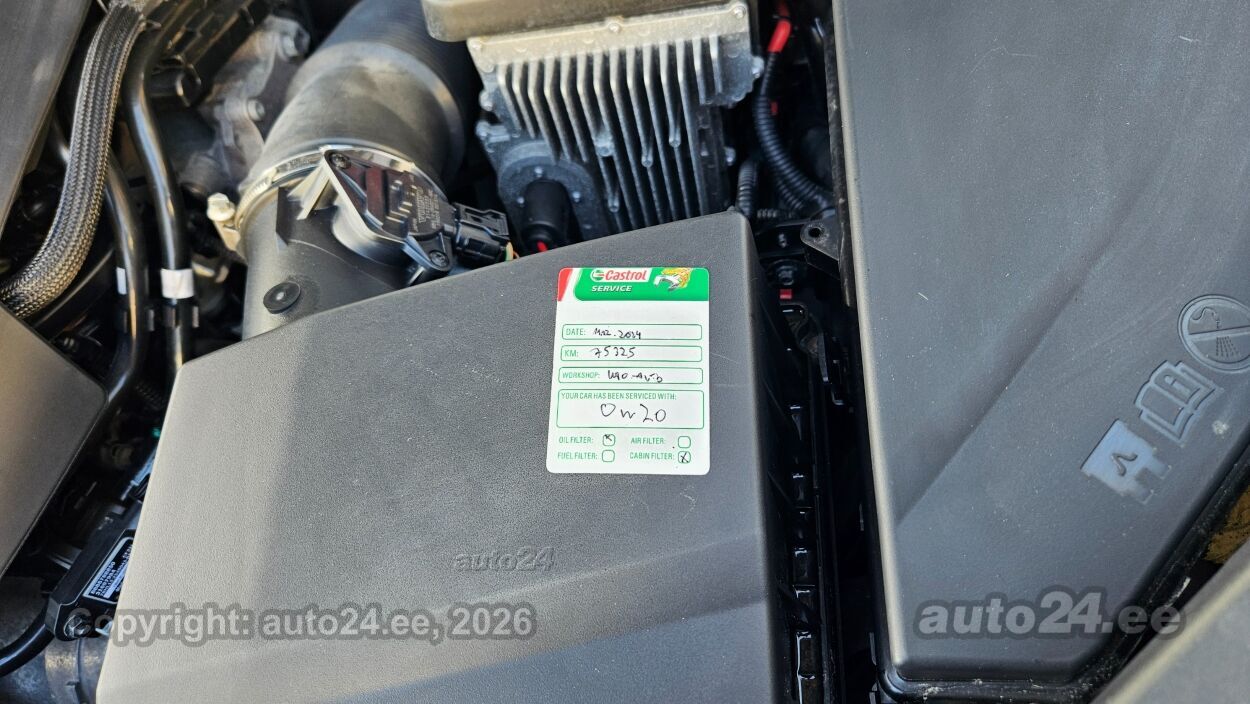 Castrol
SERVICE
DATE:
KM: 75325
WORKSHOP:
YOUR CAR HAS BEEN SERVICED WITH:
0w20
OIL FILTER: x AIR FILTER:
FUEL FILTER: CABIN FILTER: x
auto24
Copyright: auto24.ee, 2026
auto24.ee